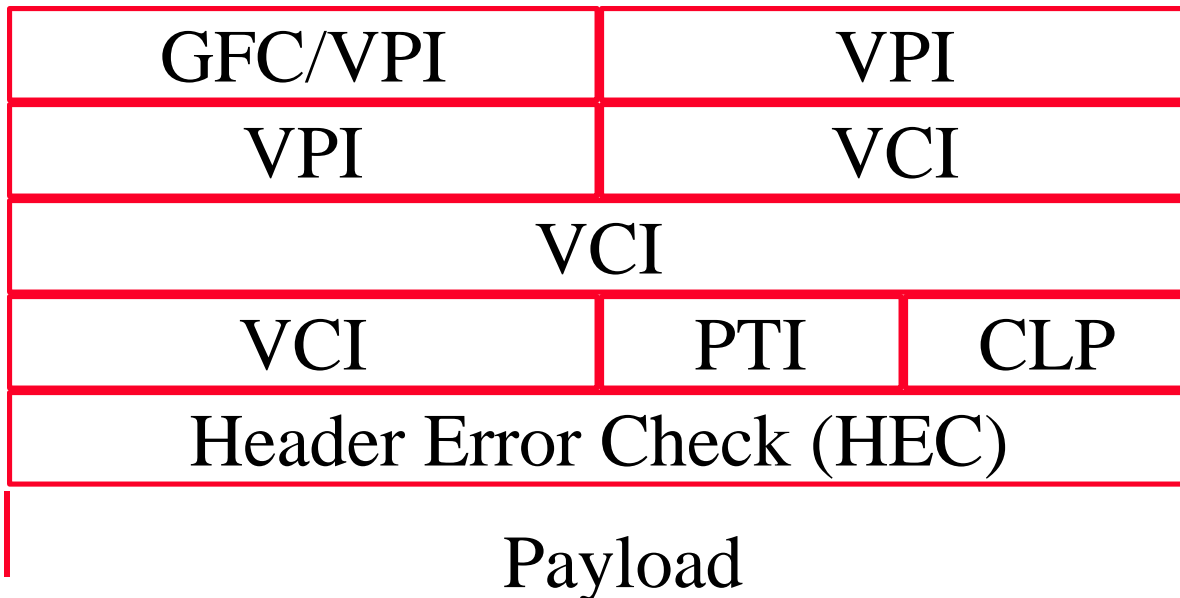 GFC/VPI VPI
VPI VCI
VCI
VCI PTI CLP
Header Error Check (HEC)
Payload